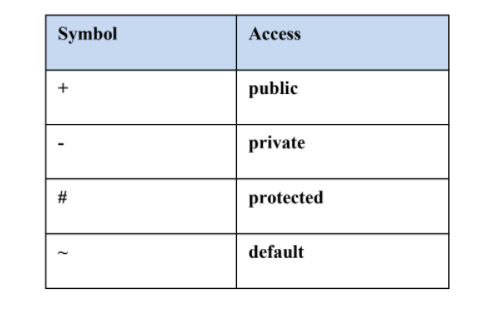 Symbol Access
+ public
- private
# protected
~ default